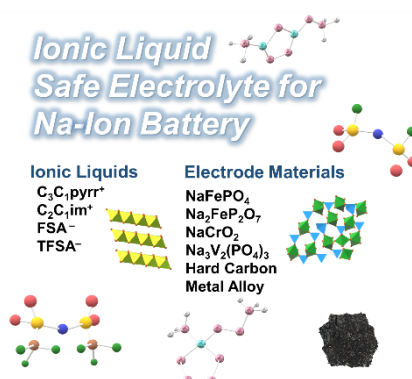 Ionic Liquid
Safe Electrolyte for
Na-Ion Battery
Ionic Liquids
C₃C₁pyrr⁺
C₂C₁im⁺
FSA⁻
TFSA⁻
Electrode Materials
NaFePO₄
Na₂FeP₂O₇
NaCrO₂
Na₃V₂(PO₄)₃
Hard Carbon
Metal Alloy